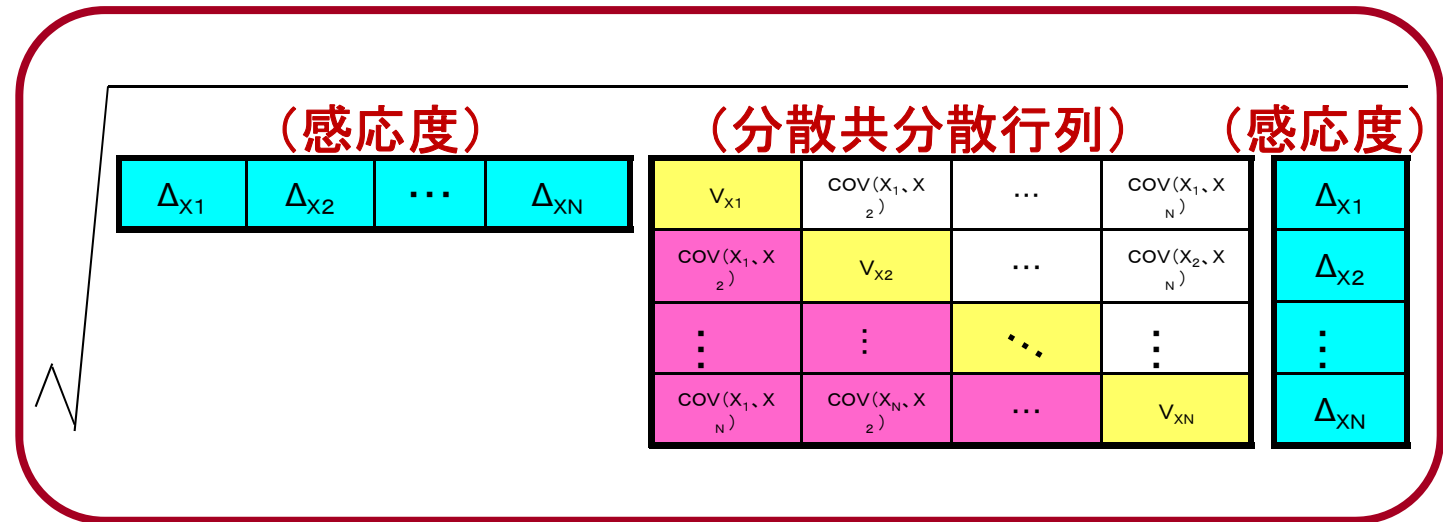 （感応度） （分散共分散行列） （感応度）
ΔX1 ΔX2 ･･･ ΔXN VX1 COV（X1、X2） ･･･ COV（X1、XN） ΔX1
COV（X1、X2） VX2 ･･･ COV（X2、XN） ΔX2
⋮ ⋮ ⋱ ⋮ ⋮
COV（X1、XN） COV（XN、X2） ･･･ VXN ΔXN